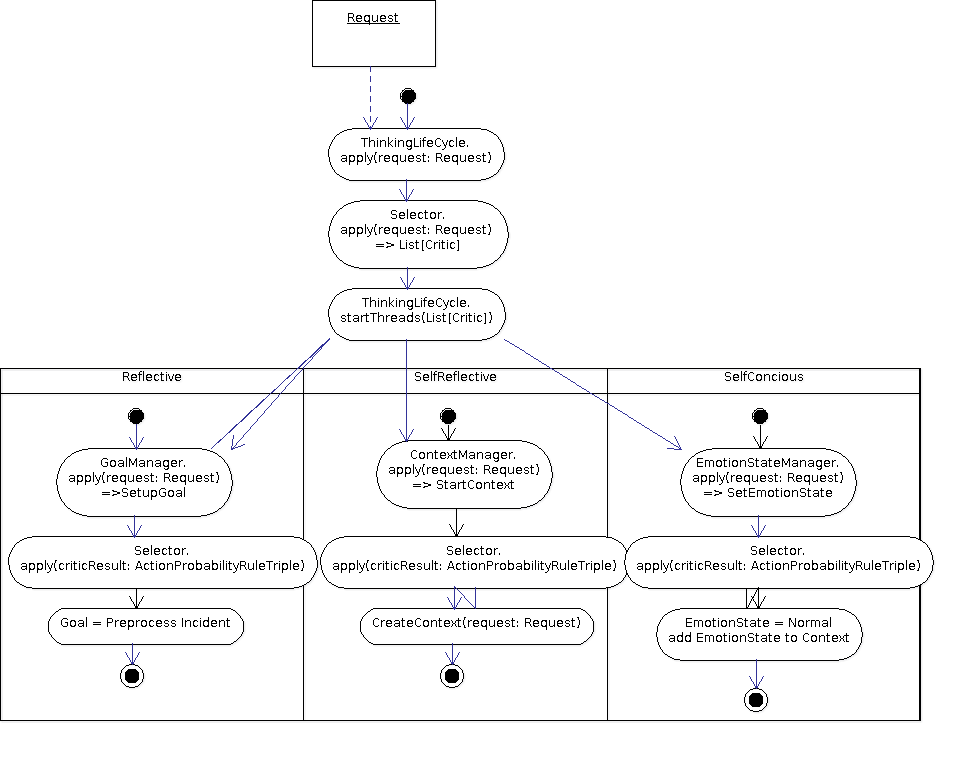 Request
ThinkingLifeCycle.
apply(request: Request)
Selector.
apply(request: Request)
=> List[Critic]
ThinkingLifeCycle.
startThreads(List[Critic])
Reflective
SelfReflective
SelfConcious
GoalManager.
apply(request: Request)
=>SetupGoal
ContextManager.
apply(request: Request)
=> StartContext
EmotionStateManager.
apply(request: Request)
=> SetEmotionState
Selector.
apply(criticResult: ActionProbabilityRuleTriple)
Selector.
apply(criticResult: ActionProbabilityRuleTriple)
Selector.
apply(criticResult: ActionProbabilityRuleTriple)
Goal = Preprocess Incident
CreateContext(request: Request)
EmotionState = Normal
add EmotionState to Context